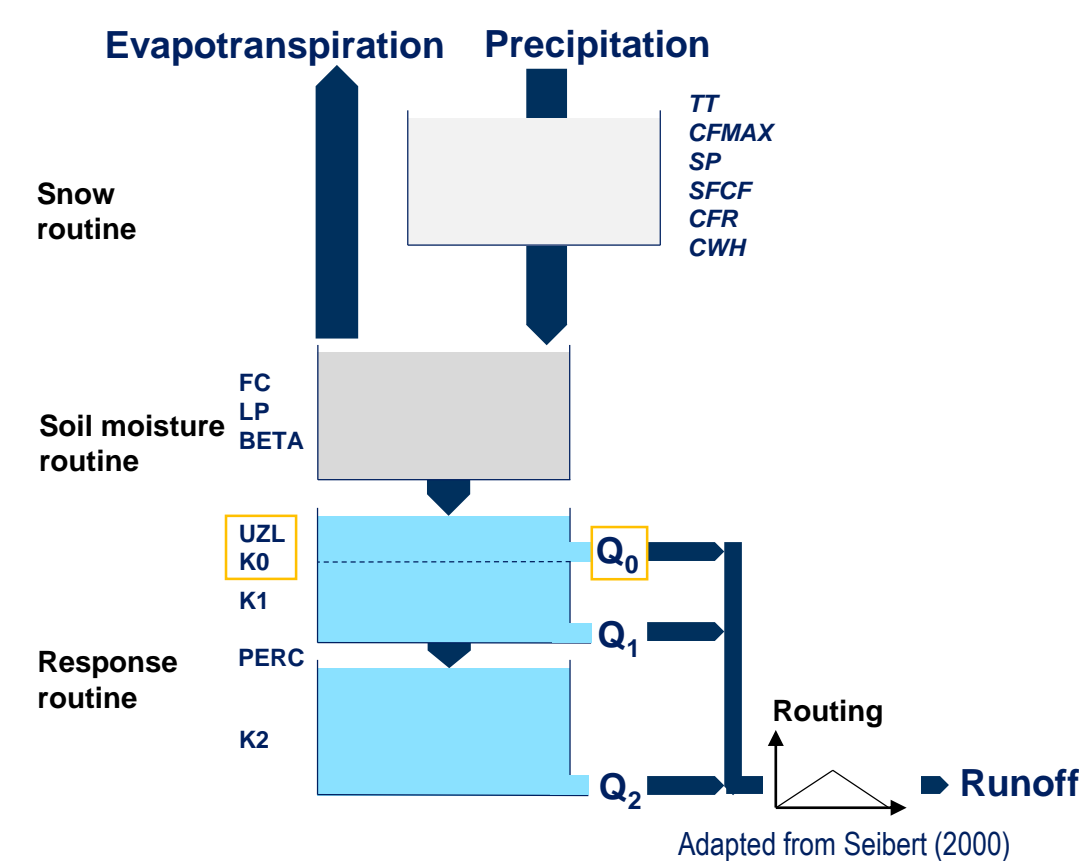 Evapotranspiration
Precipitation
TT
CFMAX
SP
SFCF
CFR
CWH
Snow
routine
FC
LP
BETA
Soil moisture
routine
UZL
K0
Q0
K1
Q1
PERC
Response
routine
K2
Q2
Routing
Runoff
Adapted from Seibert (2000)